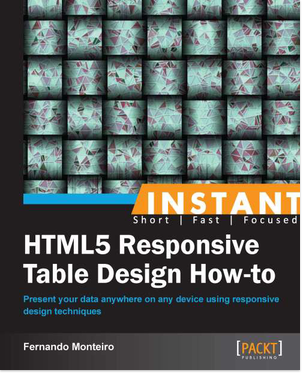 INSTANT
Short | Fast | Focused
HTML5 Responsive
Table Design How-to
Present your data anywhere on any device using responsive
design techniques
Fernando Monteiro
[PACKT]
PUBLISHING